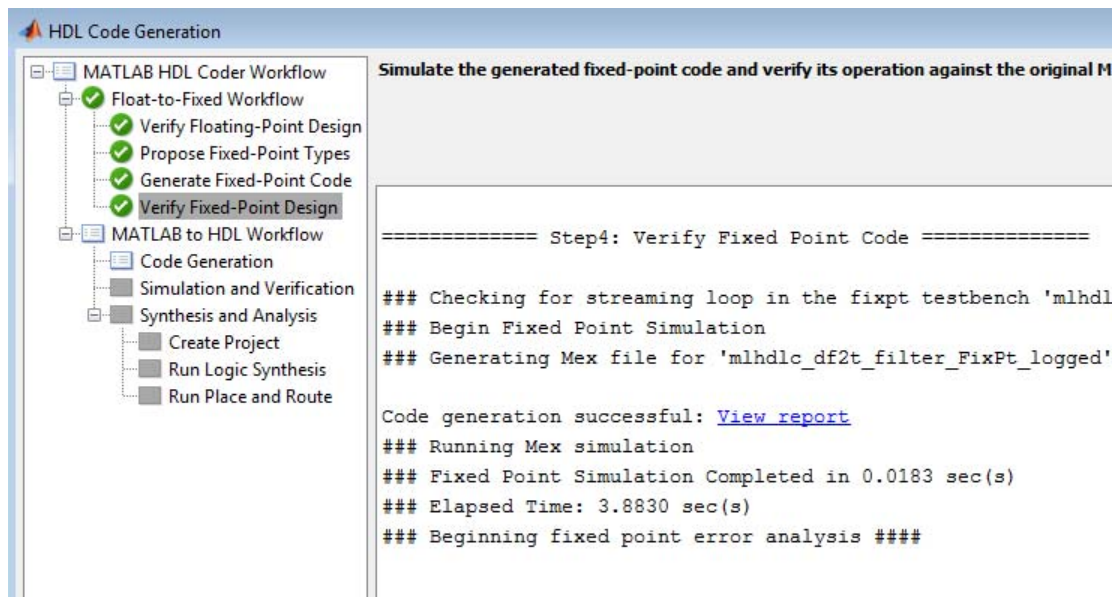 HDL Code Generation
MATLAB HDL Coder Workflow
Float-to-Fixed Workflow
Verify Floating-Point Design
Propose Fixed-Point Types
Generate Fixed-Point Code
Verify Fixed-Point Design
MATLAB to HDL Workflow
Code Generation
Simulation and Verification
Synthesis and Analysis
Create Project
Run Logic Synthesis
Run Place and Route
Simulate the generated fixed-point code and verify its operation against the original M
============= Step4: Verify Fixed Point Code ==============
### Checking for streaming loop in the fixpt testbench 'mlhdl
### Begin Fixed Point Simulation
### Generating Mex file for 'mlhdlc_df2t_filter_FixPt_logged'
Code generation successful: View report
### Running Mex simulation
### Fixed Point Simulation Completed in 0.0183 sec(s)
### Elapsed Time: 3.8830 sec(s)
### Beginning fixed point error analysis ####